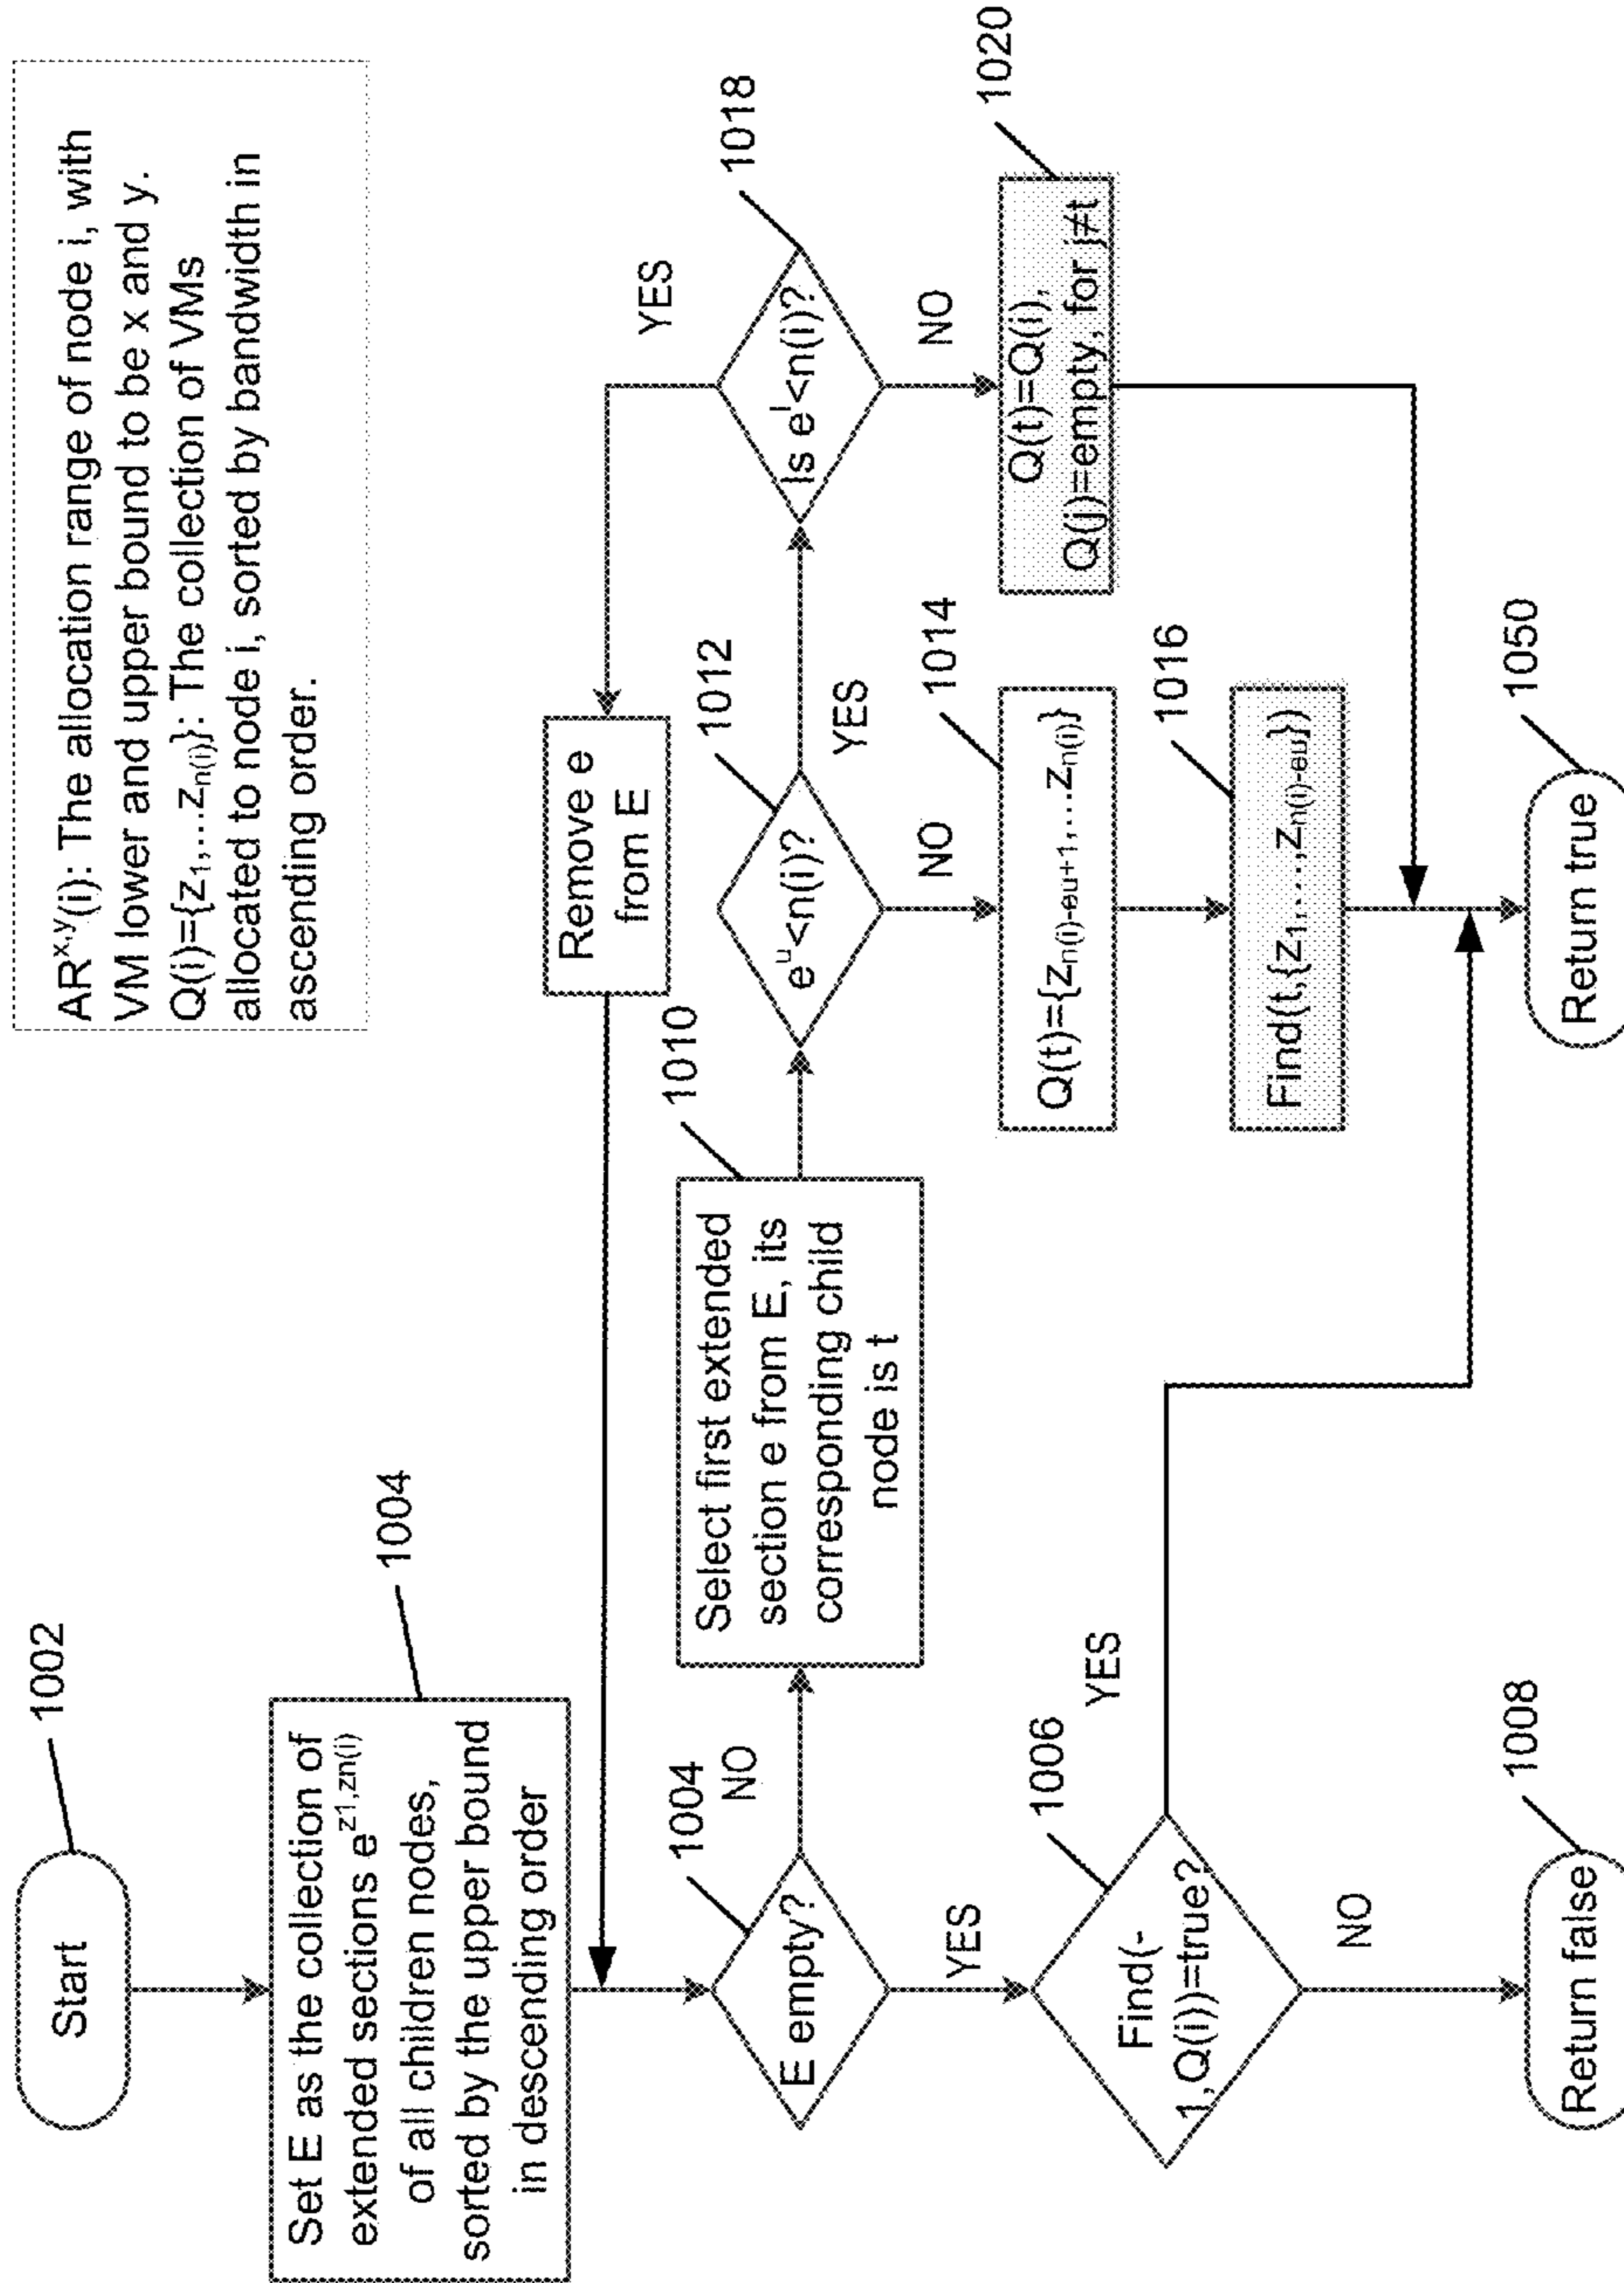 AR^x,y(i): The allocation range of node i, with
VM lower and upper bound to be x and y.
Q(i)={z₁,...z_n(i)}: The collection of VMs
allocated to node i, sorted by bandwidth in
ascending order.
Start
1002
Set E as the collection of
extended sections e^z1,zn(i)
of all children nodes,
sorted by the upper bound
in descending order
1004
E empty?
1004
NO
YES
Find(-
1,Q(i))=true?
1006
YES
NO
Return false
1008
Select first extended
section e from E, its
corresponding child
node is t
1010
Remove e
from E
e^u<n(i)?
1012
YES
NO
Q(t)={z_n(i)-eu+1,...z_n(i)}
1014
Find(t,{z₁,...,z_n(i)-eu})
1016
Is e^l<n(i)?
1018
YES
NO
Q(t)=Q(i),
Q(j)=empty, for j≠t
1020
Return true
1050